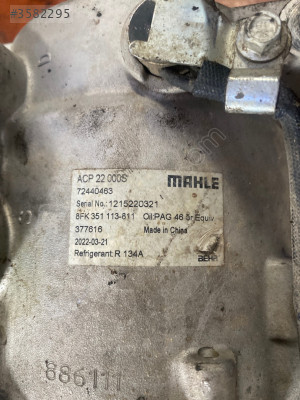 #3582295
ACP 22 000S
MAHLE
72440463
Serial No.:1215220321
8FK 351 113-611 Oil:PAG 46 or Equiv.
377616 Made in China
2022-03-21
Refrigerant:R 134A
BEHR
886111